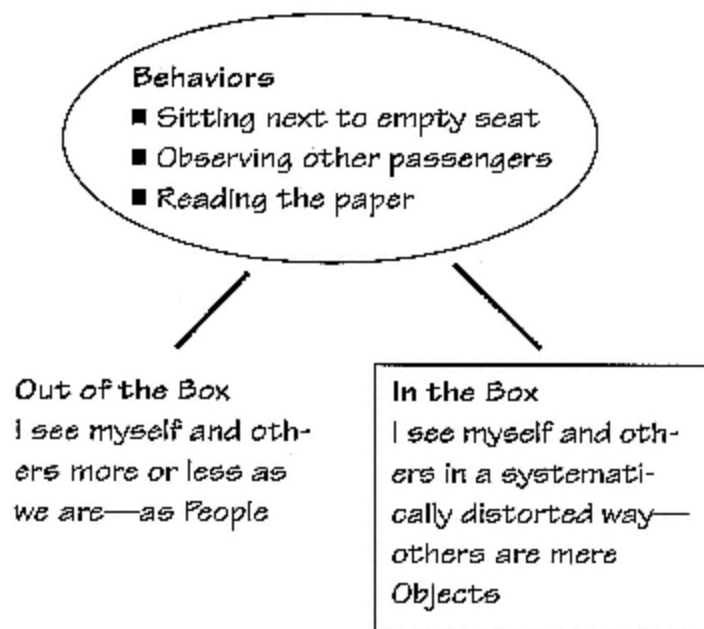 Behaviors
■ Sitting next to empty seat
■ Observing other passengers
■ Reading the paper
Out of the Box
I see myself and oth-
ers more or less as
we are—as People
In the Box
I see myself and oth-
ers in a systemati-
cally distorted way—
others are mere
Objects